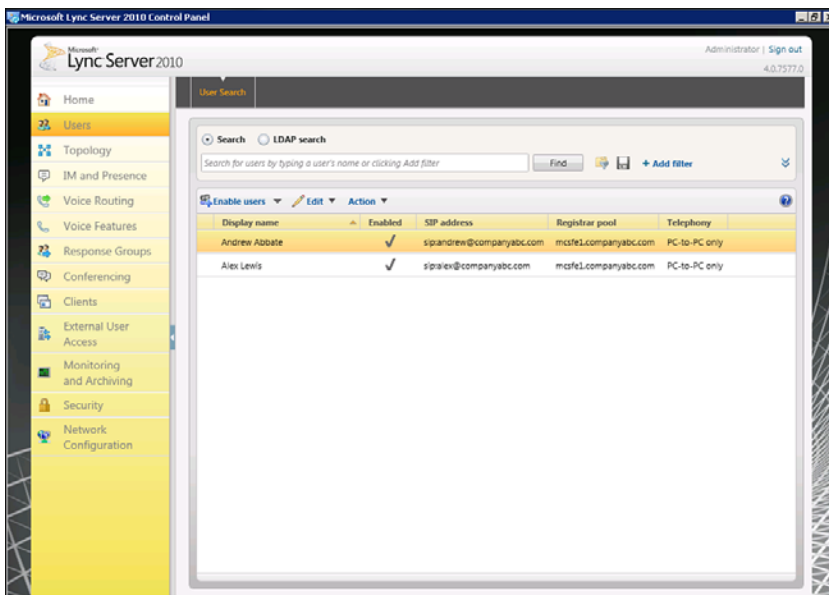 Microsoft Lync Server 2010 Control Panel
Microsoft
Lync Server 2010
Administrator | Sign out
4.0.7577.0
Home
Users
Topology
IM and Presence
Voice Routing
Voice Features
Response Groups
Conferencing
Clients
External User
Access
Monitoring
and Archiving
Security
Network
Configuration
User Search
Search LDAP search
Search for users by typing a user's name or clicking Add filter
Find
+ Add filter
Enable users Edit Action
Display name Enabled SIP address Registrar pool Telephony
Andrew Abbate sip:andrew@companyabc.com mcsfe1.companyabc.com PC-to-PC only
Alex Lewis sip:alex@companyabc.com mcsfe1.companyabc.com PC-to-PC only